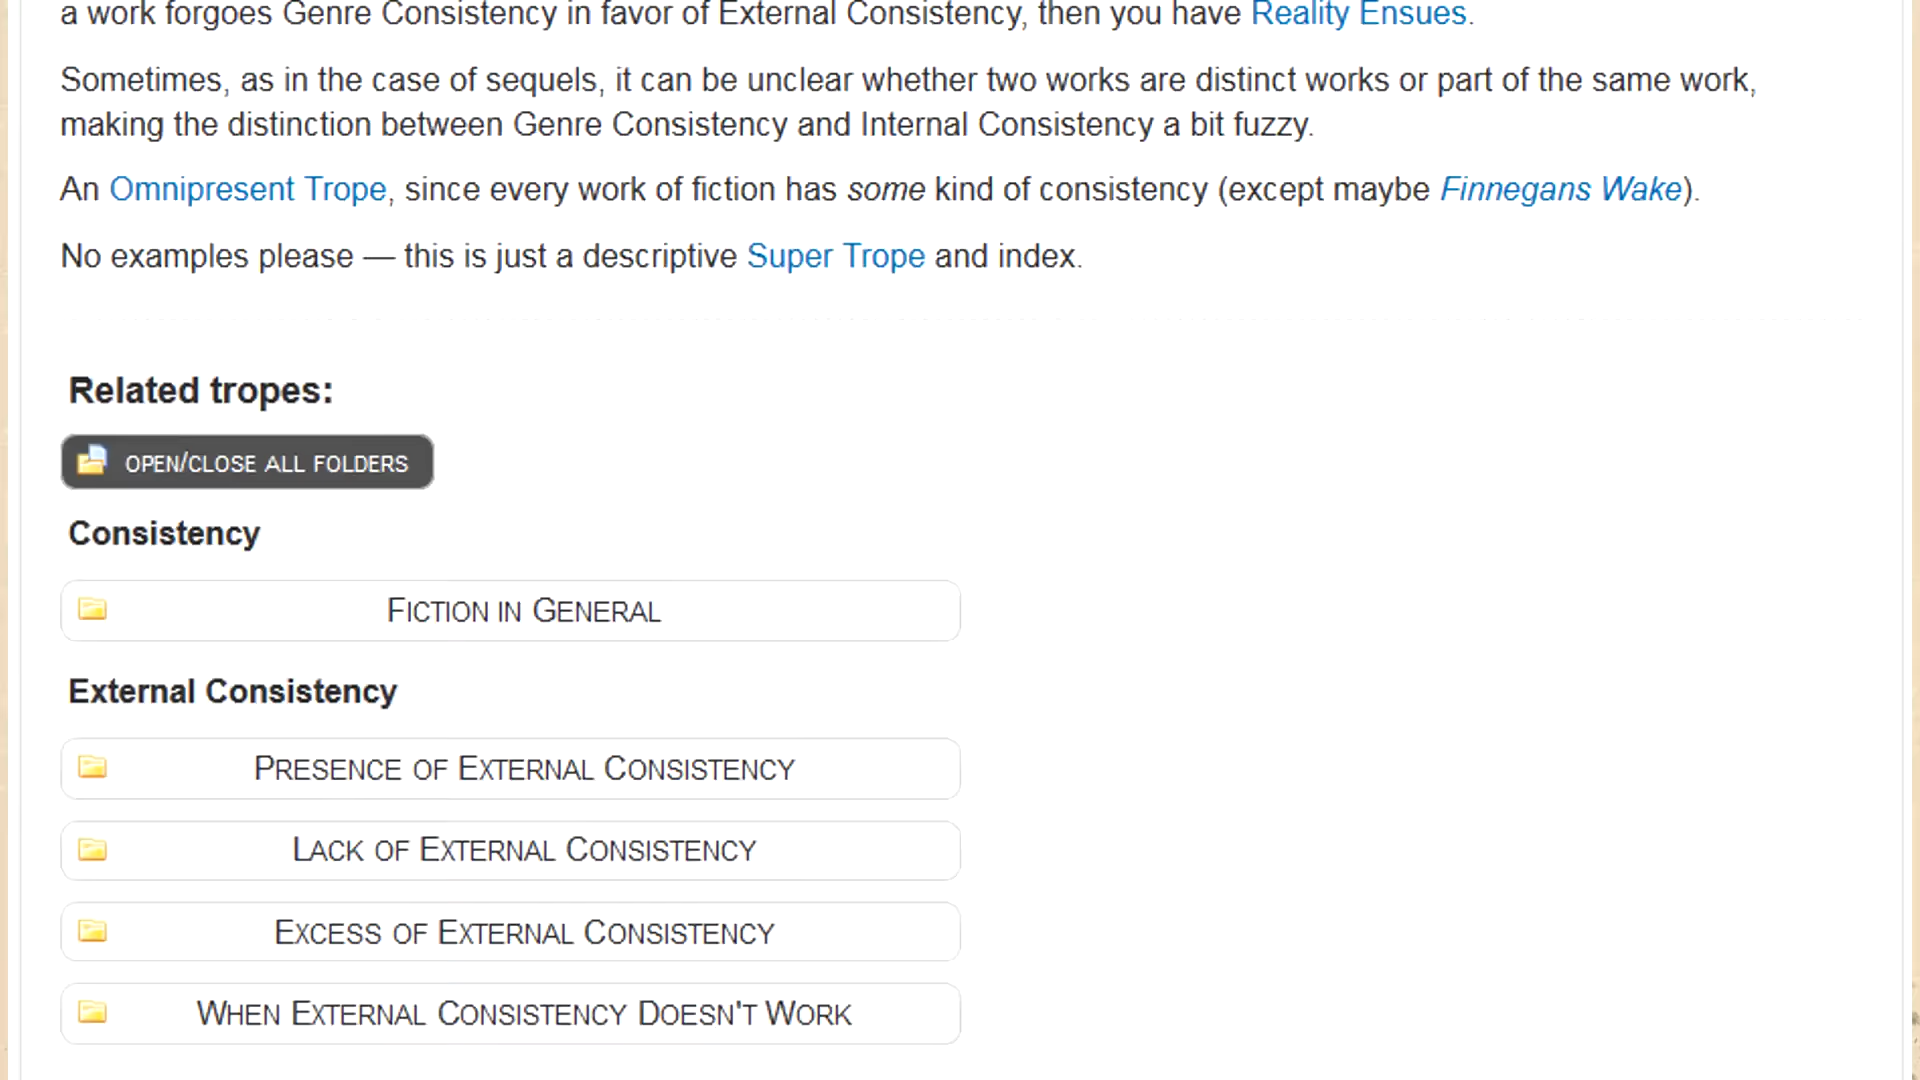 a work forgoes Genre Consistency in favor of External Consistency, then you have Reality Ensues.
Sometimes, as in the case of sequels, it can be unclear whether two works are distinct works or part of the same work,
making the distinction between Genre Consistency and Internal Consistency a bit fuzzy.
An Omnipresent Trope, since every work of fiction has some kind of consistency (except maybe Finnegans Wake).
No examples please — this is just a descriptive Super Trope and index.
Related tropes:
OPEN/CLOSE ALL FOLDERS
Consistency
FICTION IN GENERAL
External Consistency
PRESENCE OF EXTERNAL CONSISTENCY
LACK OF EXTERNAL CONSISTENCY
EXCESS OF EXTERNAL CONSISTENCY
WHEN EXTERNAL CONSISTENCY DOESN'T WORK